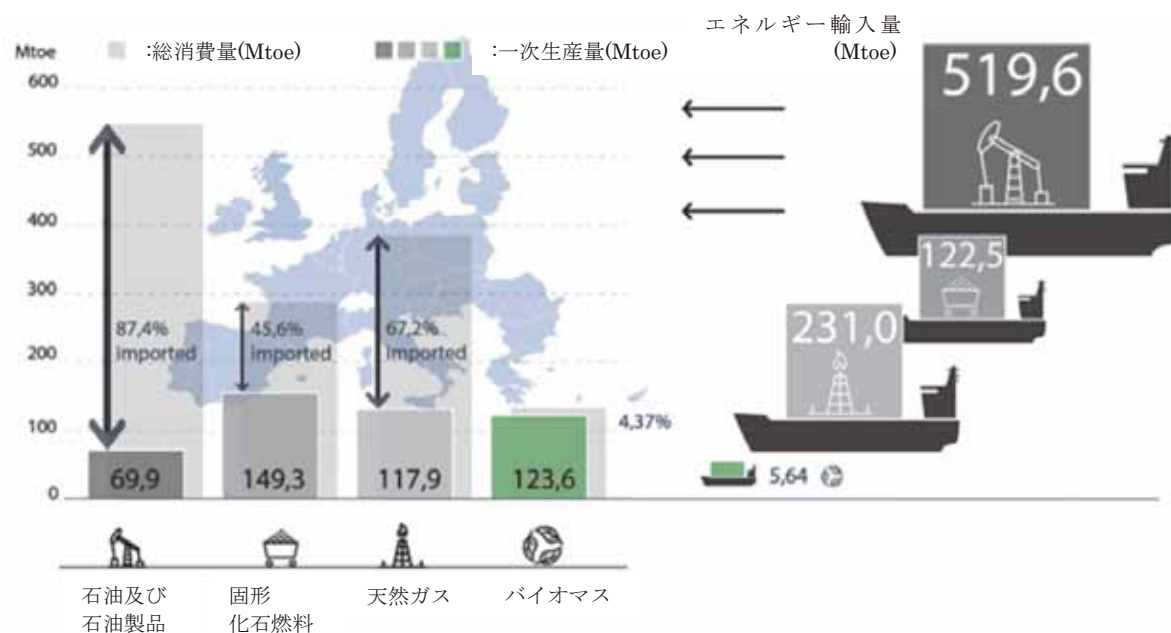 エネルギー輸入量
(Mtoe)
Mtoe :総消費量(Mtoe) :一次生産量(Mtoe)
519,6
600
500
400
300
200
100
0
122,5
231,0
87,4%
imported
45,6%
imported
67,2%
imported
4,37%
69,9
149,3
117,9
123,6
5,64
石油及び
石油製品
固形
化石燃料
天然ガス
バイオマス